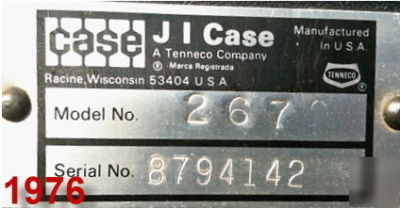 case J I Case
A Tenneco Company
® · Marca Registrada
Racine, Wisconsin 53404 U S A
Manufactured
In U.S.A.
TENNECO
®
Model No. 267
Serial No. 8794142
1976